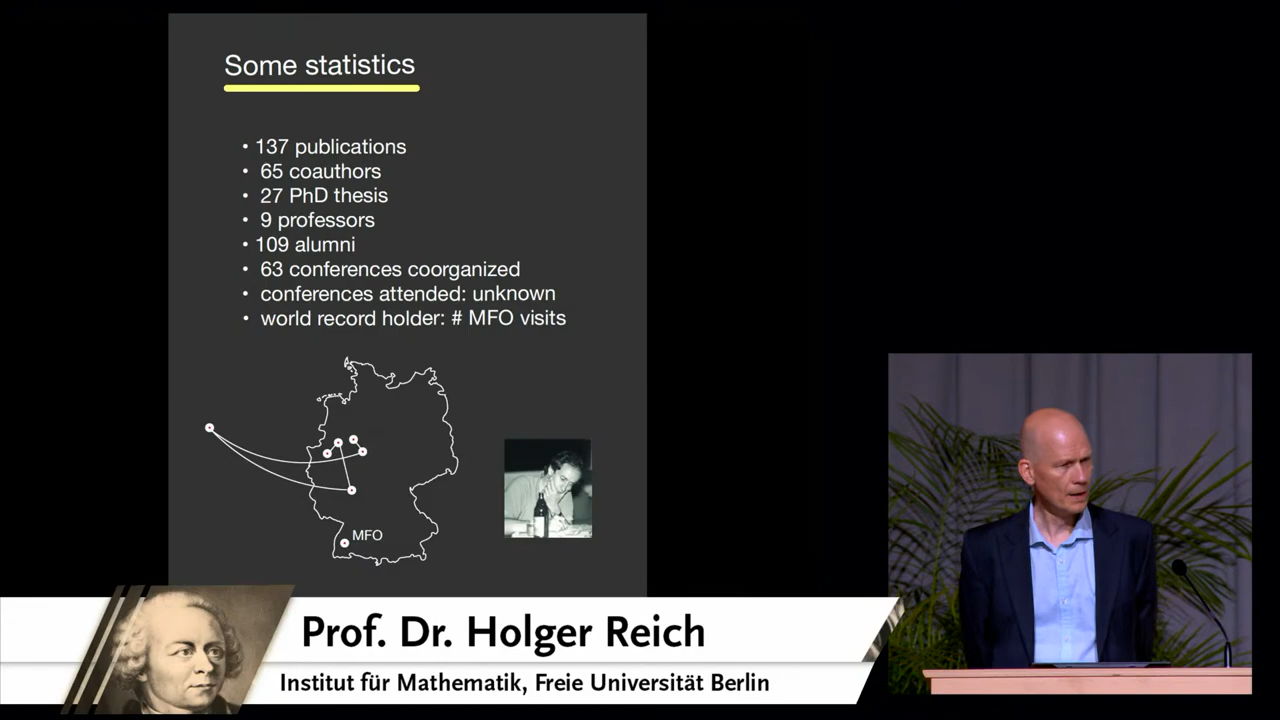 Some statistics
• 137 publications
• 65 coauthors
• 27 PhD thesis
• 9 professors
• 109 alumni
• 63 conferences coorganized
• conferences attended: unknown
• world record holder: # MFO visits
MFO
Prof. Dr. Holger Reich
Institut für Mathematik, Freie Universität Berlin